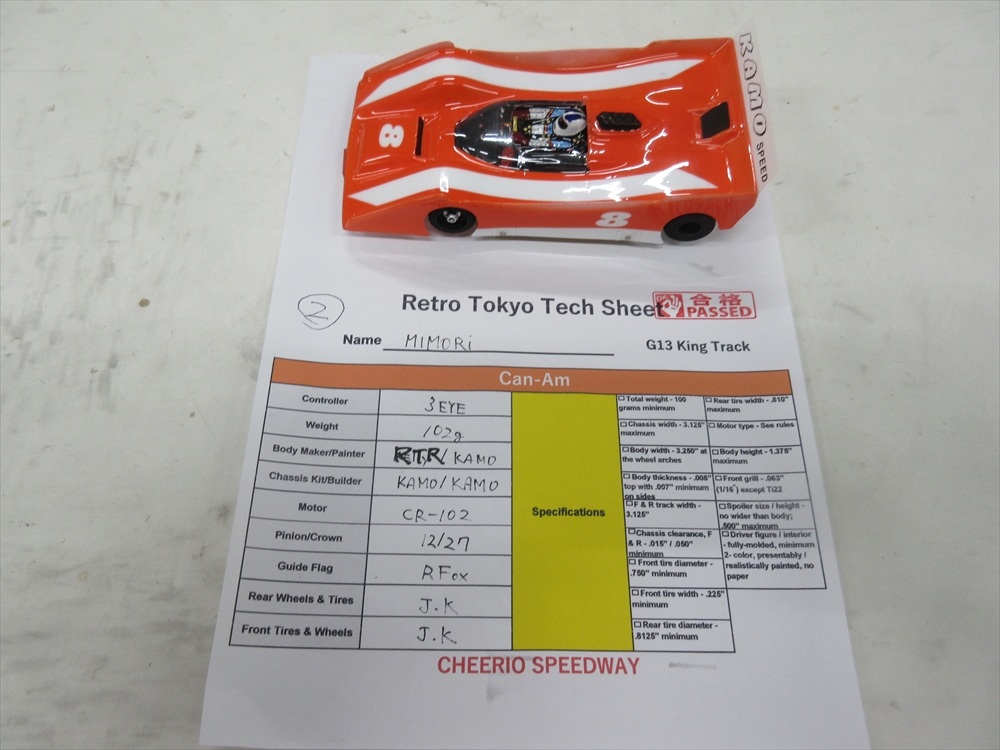 KAMO SPEED
8
8
2
Retro Tokyo Tech Sheet
合格
PASSED
Name MIMORi
G13 King Track
Can-Am
Controller 3 EYE
Weight 102g
Body Maker/Painter RTR/KAMO
Chassis Kit/Builder KAMO/KAMO
Motor CR-102
Pinion/Crown 12/27
Guide Flag RFox
Rear Wheels & Tires J.K
Front Tires & Wheels J.K
Specifications
☐ Total weight - 100
grams minimum
☐ Chassis width - 3.125"
maximum
☐ Body width - 3.250" at
the wheel arches
☐ Body thickness - .008"
top with .007" minimum
on sides
☐ F & R track width -
3.125"
☐ Chassis clearance, F
& R - .015" / .050"
minimum
☐ Front tire diameter -
.750" minimum
☐ Front tire width - .225"
minimum
☐ Rear tire diameter -
.8125" minimum
☐ Rear tire width - .810"
maximum
☐ Motor type - See rules
☐ Body height - 1.375"
maximum
☐ Front grill - .063"
(1/16") except Ti22
☐ Spoiler size / height -
no wider than body;
.500" maximum
☐ Driver figure / interior
- fully-molded, minimum
2- color, presentably /
realistically painted, no
paper
CHEERIO SPEEDWAY